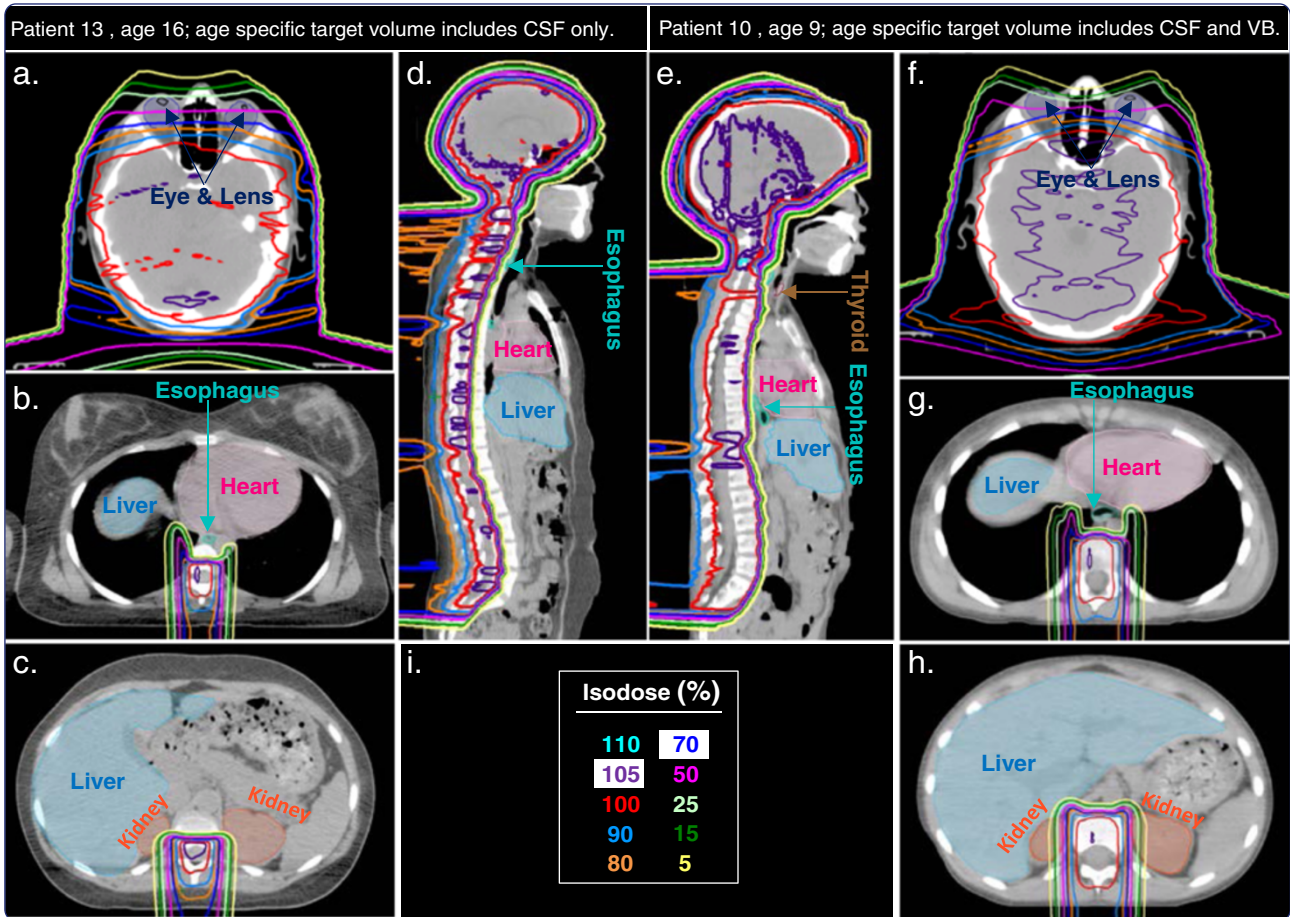 Patient 13 , age 16; age specific target volume includes CSF only.
Patient 10 , age 9; age specific target volume includes CSF and VB.
a.
Eye & Lens
b.
Esophagus
Liver
Heart
c.
Liver
Kidney
Kidney
d.
Esophagus
Heart
Liver
e.
Thyroid
Heart
Esophagus
Liver
f.
Eye & Lens
g.
Esophagus
Liver
Heart
h.
Liver
Kidney
Kidney
i.
Isodose (%)
110 70
105 50
100 25
90 15
80 5